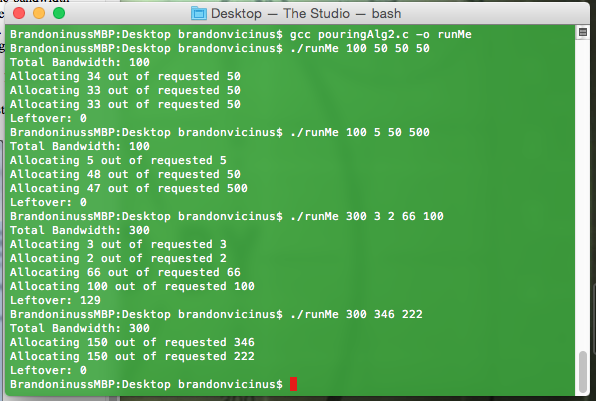 Desktop — The Studio — bash
BrandoninussMBP:Desktop brandonvicinus$ gcc pouringAlg2.c -o runMe
BrandoninussMBP:Desktop brandonvicinus$ ./runMe 100 50 50 50
Total Bandwidth: 100
Allocating 34 out of requested 50
Allocating 33 out of requested 50
Allocating 33 out of requested 50
Leftover: 0
BrandoninussMBP:Desktop brandonvicinus$ ./runMe 100 5 50 500
Total Bandwidth: 100
Allocating 5 out of requested 5
Allocating 48 out of requested 50
Allocating 47 out of requested 500
Leftover: 0
BrandoninussMBP:Desktop brandonvicinus$ ./runMe 300 3 2 66 100
Total Bandwidth: 300
Allocating 3 out of requested 3
Allocating 2 out of requested 2
Allocating 66 out of requested 66
Allocating 100 out of requested 100
Leftover: 129
BrandoninussMBP:Desktop brandonvicinus$ ./runMe 300 346 222
Total Bandwidth: 300
Allocating 150 out of requested 346
Allocating 150 out of requested 222
Leftover: 0
BrandoninussMBP:Desktop brandonvicinus$